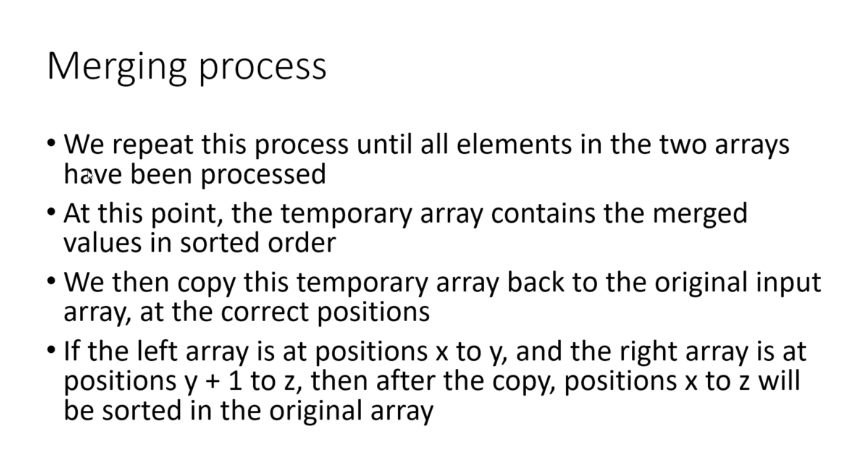 Merging process
• We repeat this process until all elements in the two arrays
have been processed
• At this point, the temporary array contains the merged
values in sorted order
• We then copy this temporary array back to the original input
array, at the correct positions
• If the left array is at positions x to y, and the right array is at
positions y + 1 to z, then after the copy, positions x to z will
be sorted in the original array